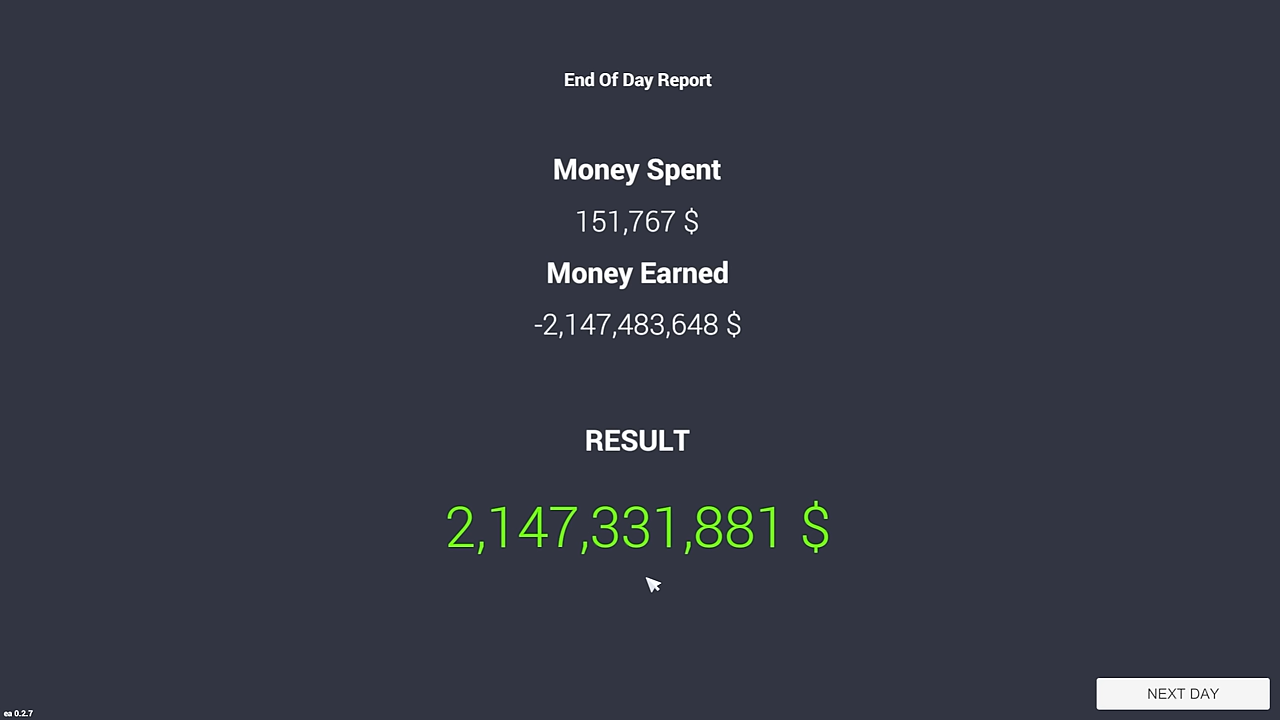 End Of Day Report
Money Spent
151,767 $
Money Earned
-2,147,483,648 $
RESULT
2,147,331,881 $
NEXT DAY
ea 0.2.7